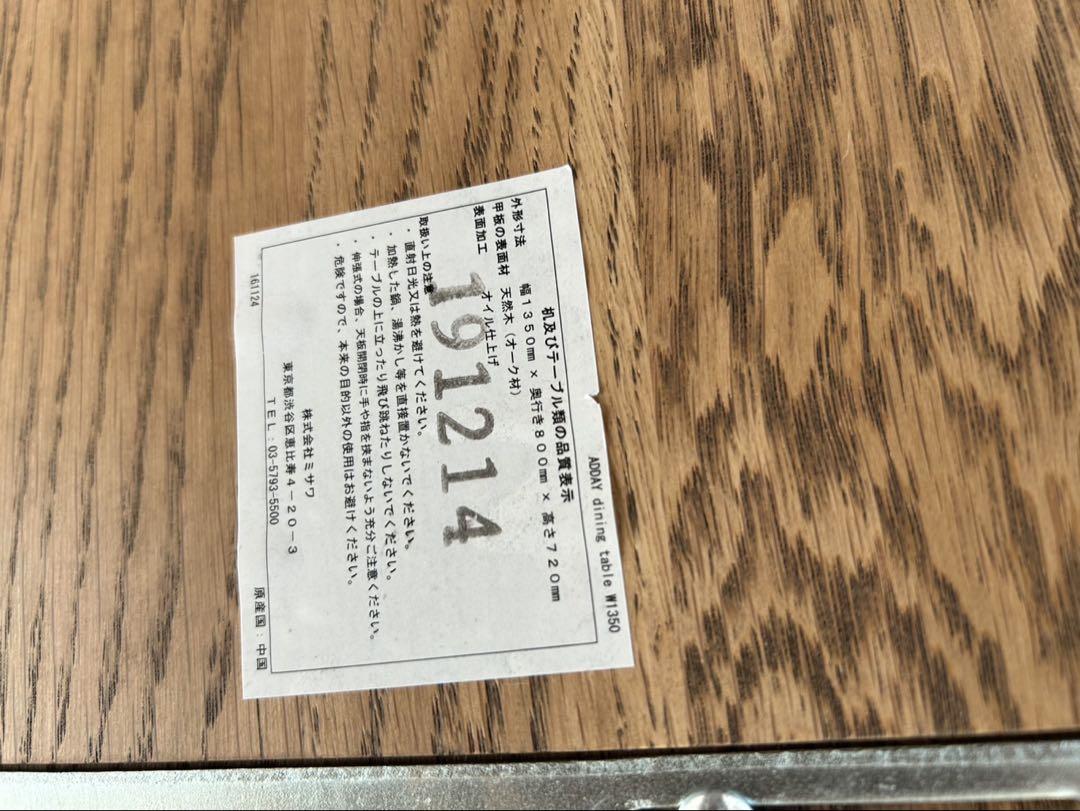 ADDAY dining table W1350
机及びテーブル類の品質表示
外形寸法 幅1350mm × 奥行き800mm × 高さ720mm
甲板の表面材 天然木（オーク材）
表面加工 オイル仕上げ
191214
取扱い上の注意
・直射日光又は熱を避けてください。
・加熱した鍋、湯沸かし等を直接置かないでください。
・テーブルの上に立ったり飛び跳ねたりしないでください。
・伸張式の場合、天板開閉時に手や指を挟まないよう充分ご注意ください。
・危険ですので、本来の目的以外の使用はお避けください。
株式会社ミサワ
東京都渋谷区恵比寿4－20－3
TEL：03-5793-5500
161124
原産国：中国